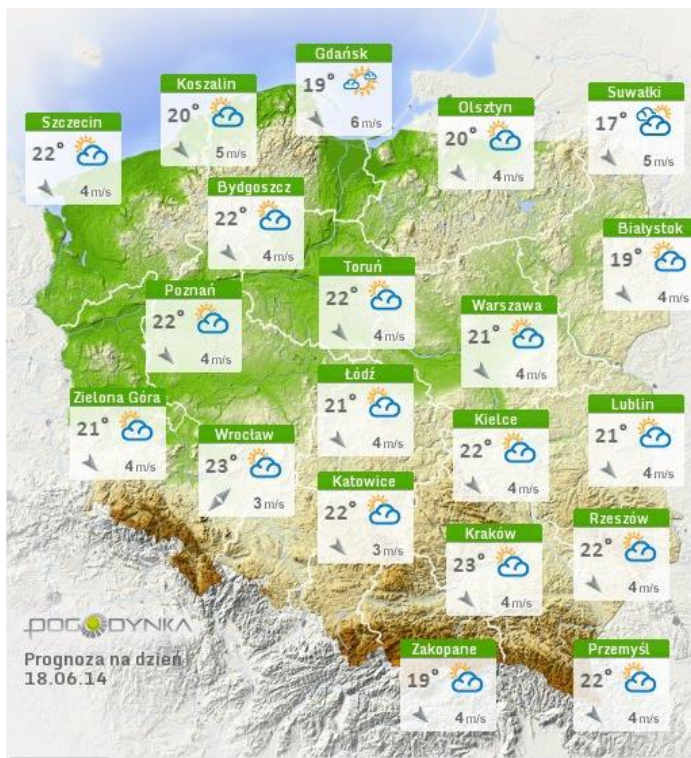 Gdańsk
19°
6 m/s
Koszalin
20°
5 m/s
Suwałki
17°
5 m/s
Olsztyn
20°
4 m/s
Szczecin
22°
4 m/s
Bydgoszcz
22°
4 m/s
Białystok
19°
4 m/s
Toruń
22°
4 m/s
Poznań
22°
4 m/s
Warszawa
21°
4 m/s
Łódź
21°
4 m/s
Zielona Góra
21°
4 m/s
Lublin
21°
4 m/s
Kielce
22°
4 m/s
Wrocław
23°
3 m/s
Katowice
22°
3 m/s
Rzeszów
22°
4 m/s
Kraków
23°
4 m/s
POGODYNKA
Prognoza na dzień
18.06.14
Zakopane
19°
4 m/s
Przemyśl
22°
4 m/s